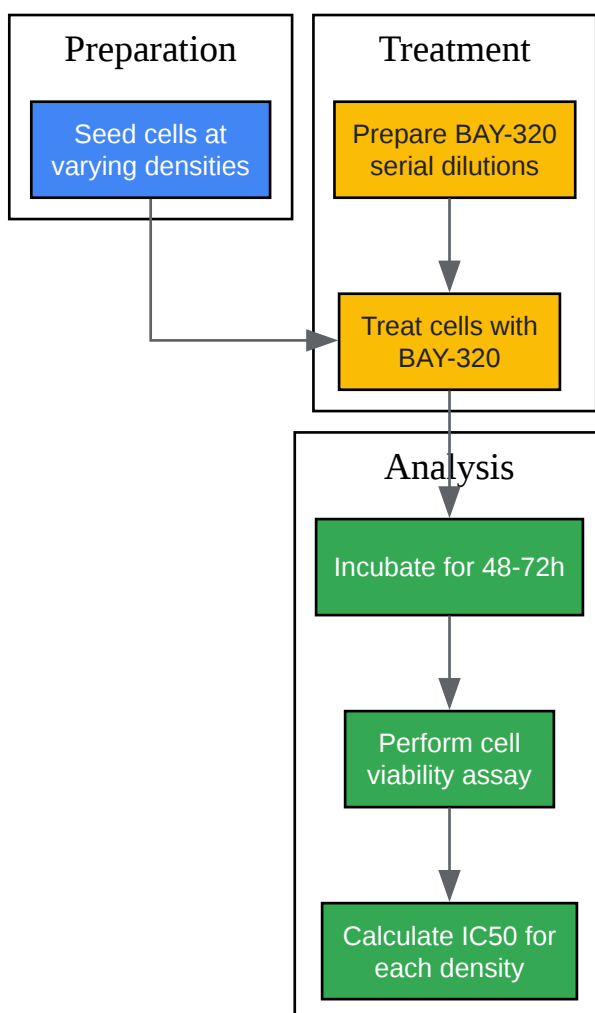 Preparation
Seed cells at
varying densities
Treatment
Prepare BAY-320
serial dilutions
Treat cells with
BAY-320
Analysis
Incubate for 48-72h
Perform cell
viability assay
Calculate IC50 for
each density